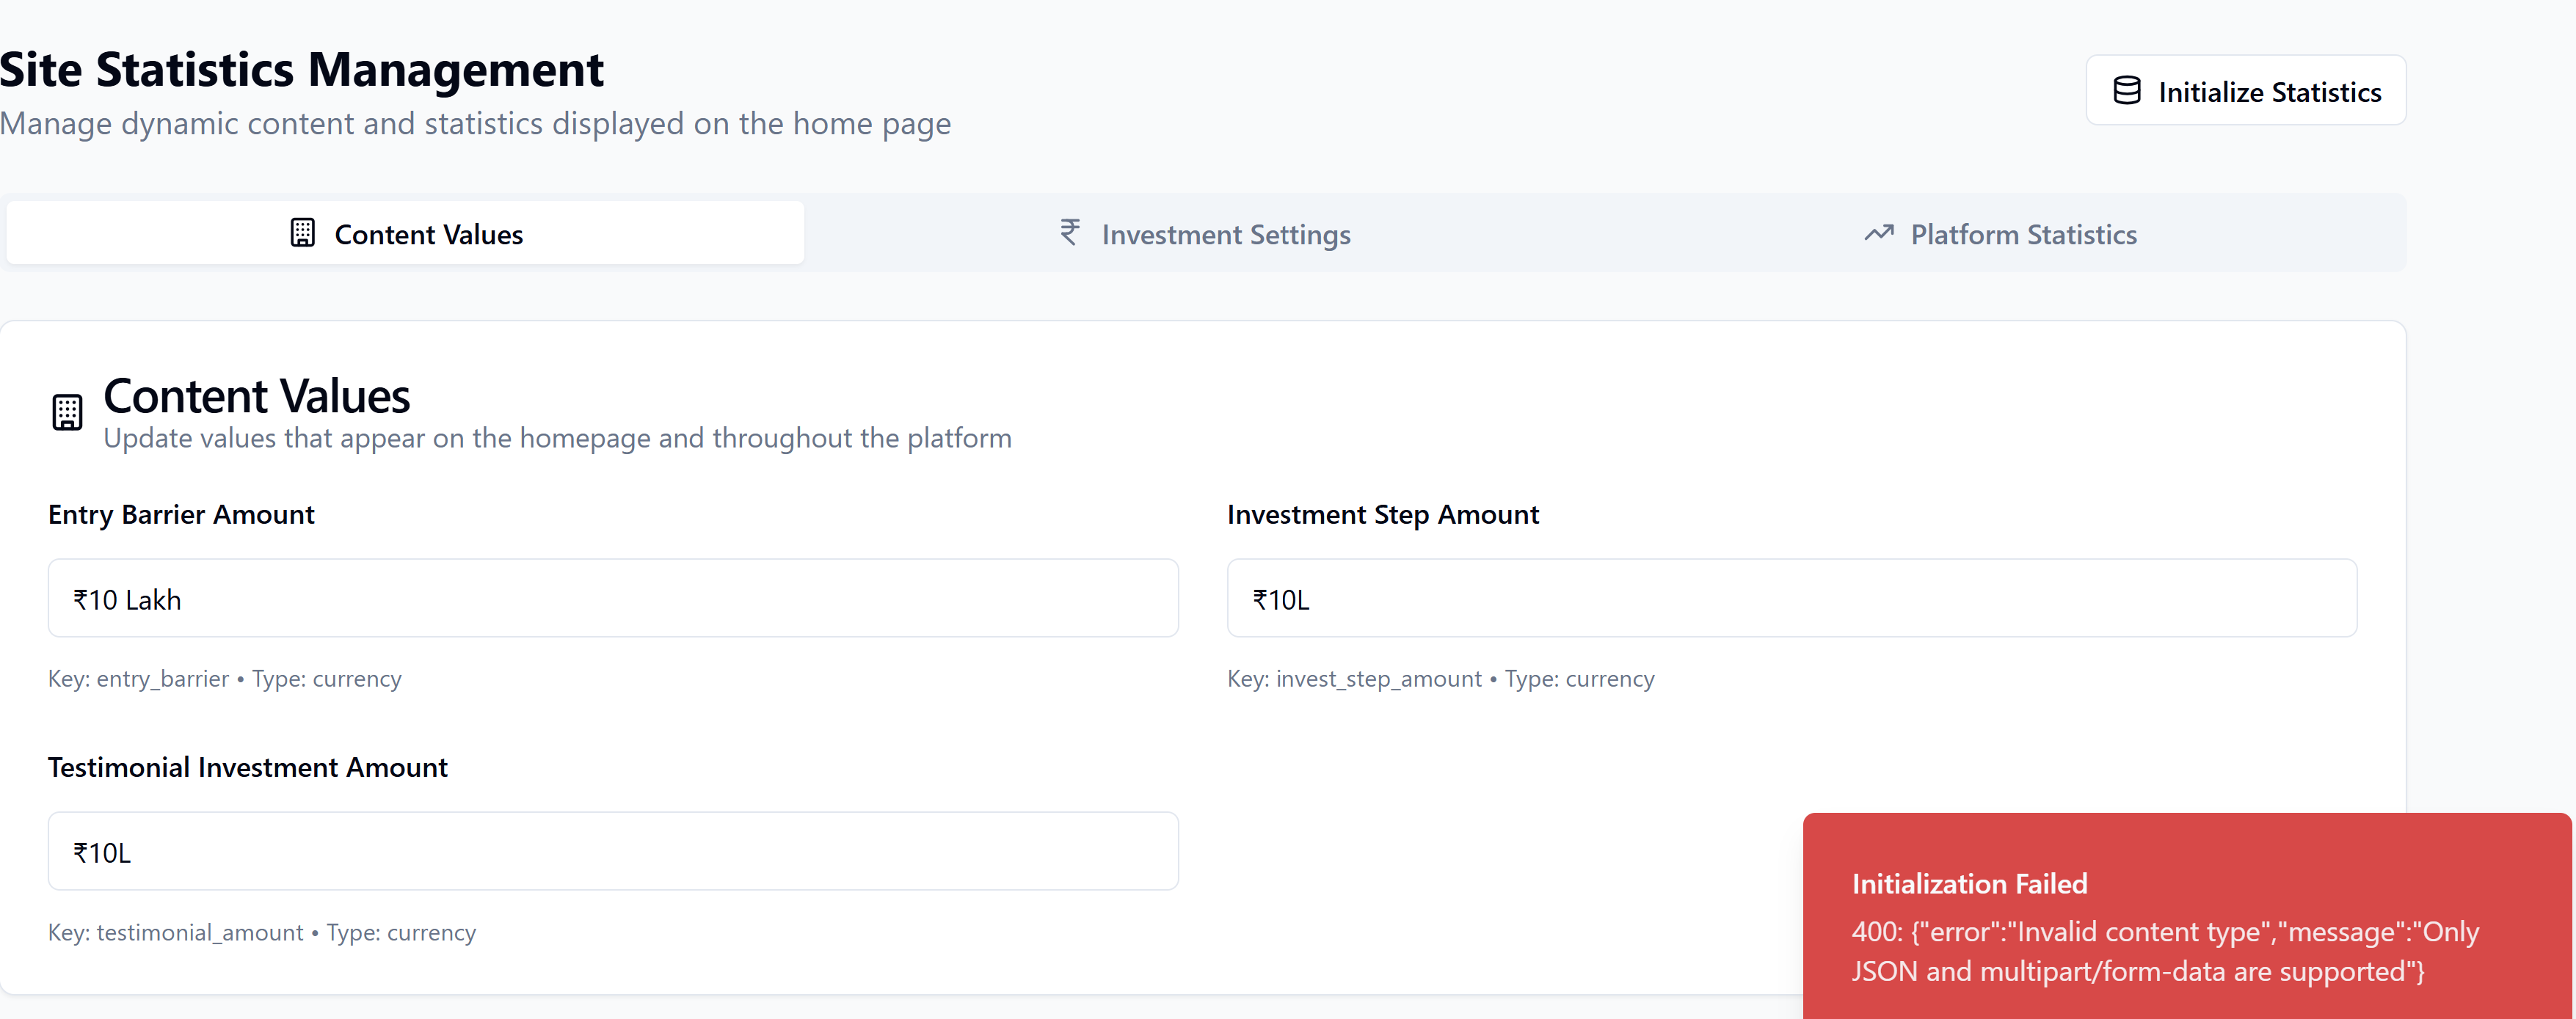 Site Statistics Management
Initialize Statistics
Manage dynamic content and statistics displayed on the home page
Content Values
Investment Settings
Platform Statistics
Content Values
Update values that appear on the homepage and throughout the platform
Entry Barrier Amount
Investment Step Amount
₹10 Lakh
₹10L
Key: entry_barrier • Type: currency
Key: invest_step_amount • Type: currency
Testimonial Investment Amount
₹10L
Key: testimonial_amount • Type: currency
Initialization Failed
400: {"error":"Invalid content type","message":"Only
JSON and multipart/form-data are supported"}